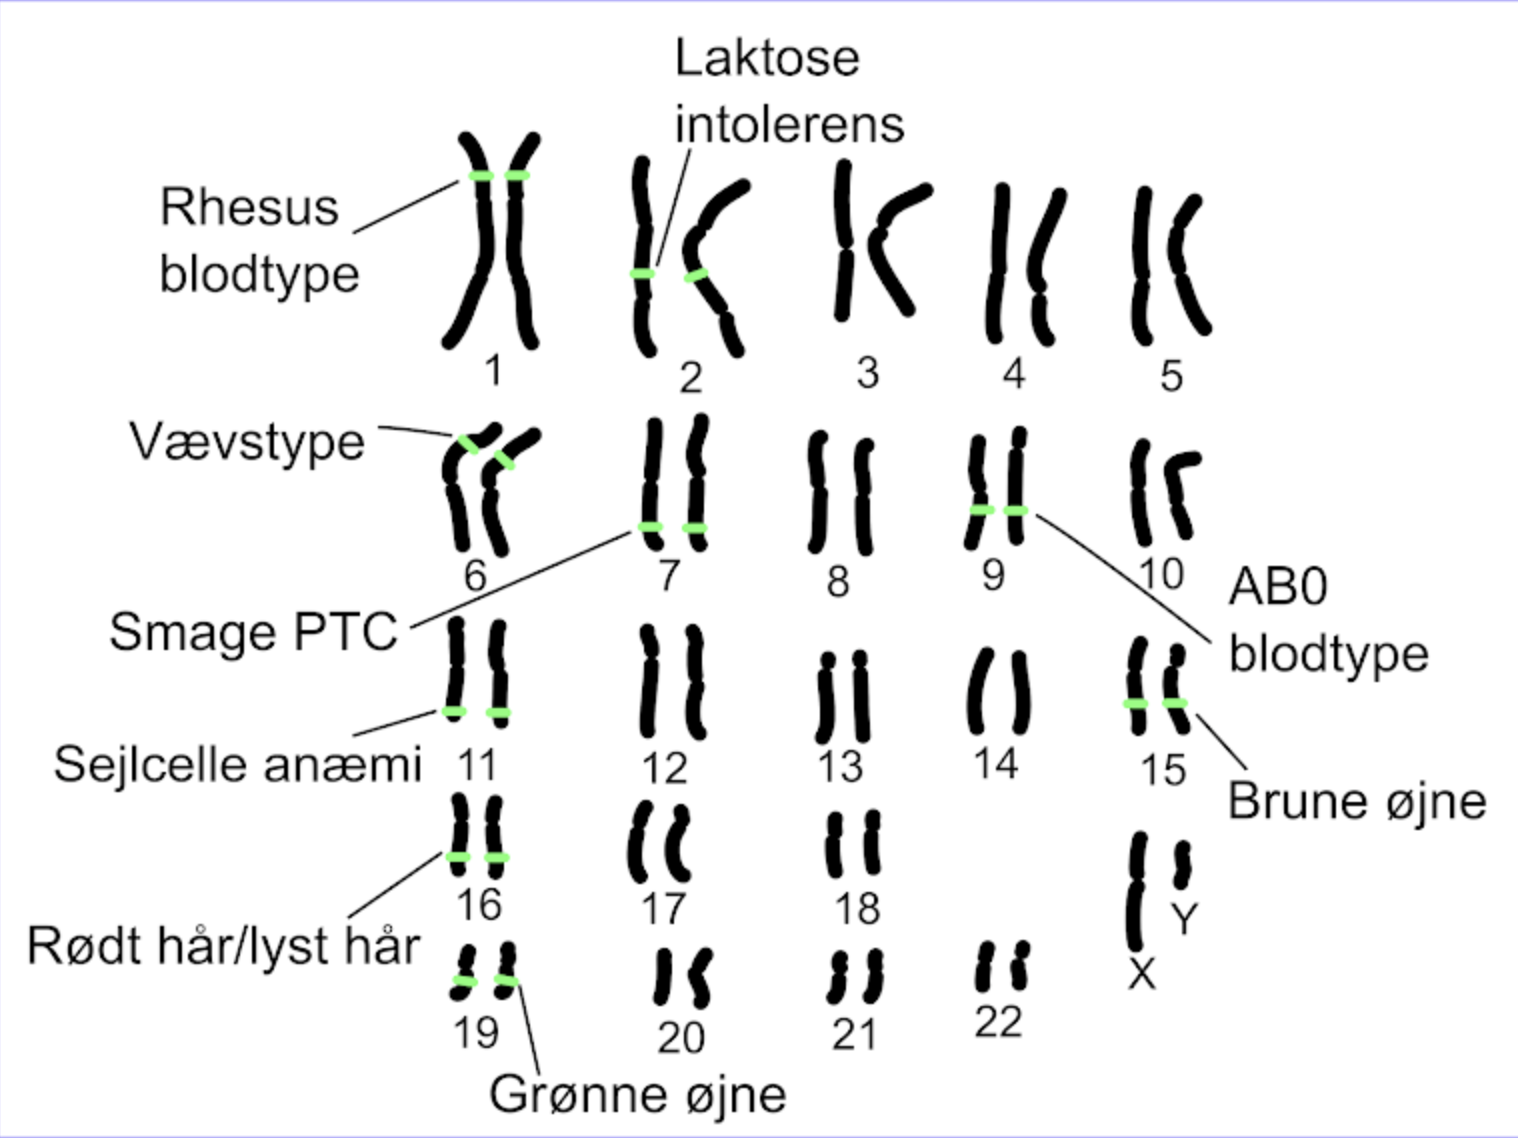 Laktose
intolerens
Rhesus
blodtype
1
2
3
4
5
Vævstype
6
7
8
9
10
Smage PTC
AB0
blodtype
Sejlcelle anæmi
11
12
13
14
15
Brune øjne
16
17
18
Y
X
Rødt hår/lyst hår
19
20
21
22
Grønne øjne